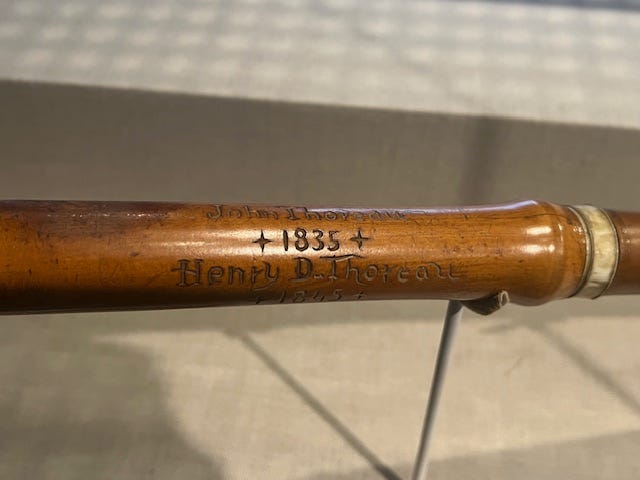 John Thoreau
✦ 1835 ✦
Henry D. Thoreau
✦ 1845 ✦